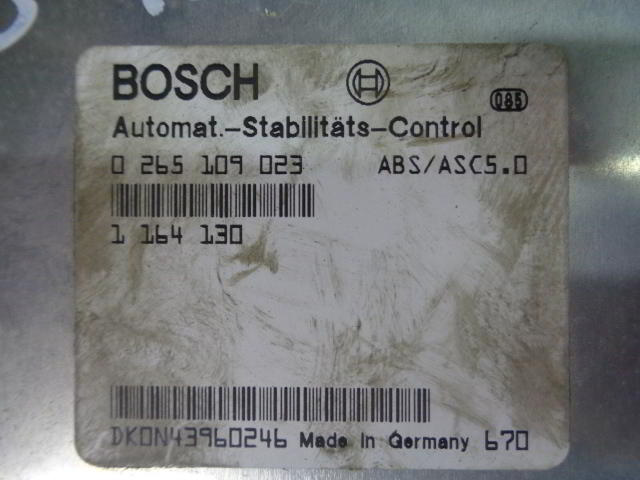 BOSCH
085
Automat.-Stabilitäts-Control
0 265 109 023 ABS/ASC5.0
1 164 130
DK0N43960246 Made in Germany 670